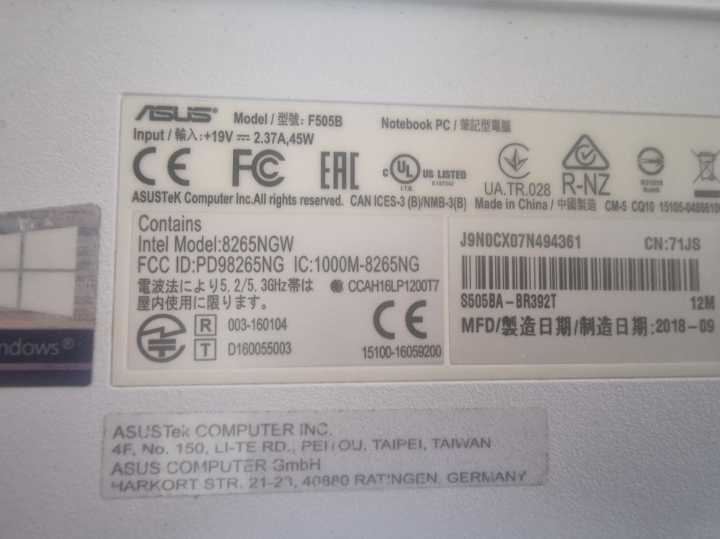 ASUS Model / 型號: F505B Notebook PC / 筆記型電腦
Input / 輸入: +19V 2.37A,45W
CE FC EAC C UL US LISTED I.T.E. E187242 UA.TR.028 R-NZ
ASUSTeK Computer Inc.All rights reserved. CAN ICES-3 (B)/NMB-3(B) Made in China / 中國製造 CM-5 CQ10
Contains
Intel Model:8265NGW
FCC ID:PD98265NG IC:1000M-8265NG
電波法により5.2/5.3GHz帯は CCAH16LP1200T7
屋内使用に限ります.
R 003-160104
T D160055003
CE
15100-16059200
J9N0CX07N494361 CN:71JS
S505BA-BR392T 12M
MFD/製造日期/制造日期:2018-09
ndows®
ASUSTek COMPUTER INC.
4F, No. 150, LI-TE RD., PEITOU, TAIPEI, TAIWAN
ASUS COMPUTER GmbH
HARKORT STR. 21-23, 40880 RATINGEN, GERMANY